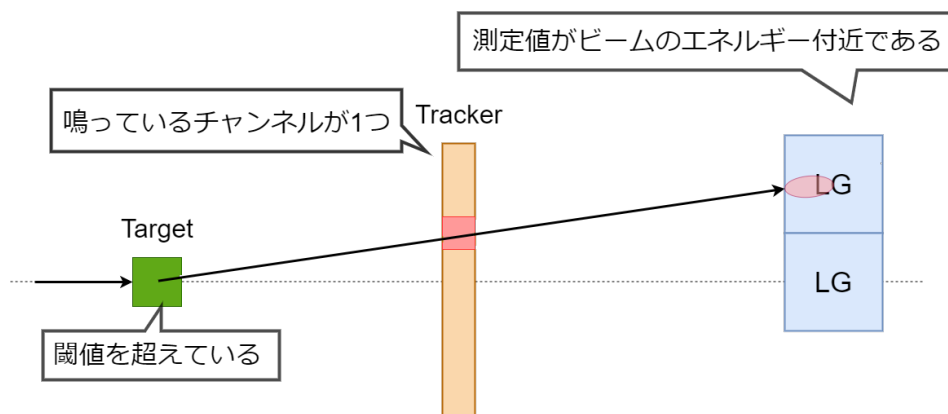 測定値がビームのエネルギー付近である
鳴っているチャンネルが1つ
Tracker
LG
Target
LG
閾値を超えている